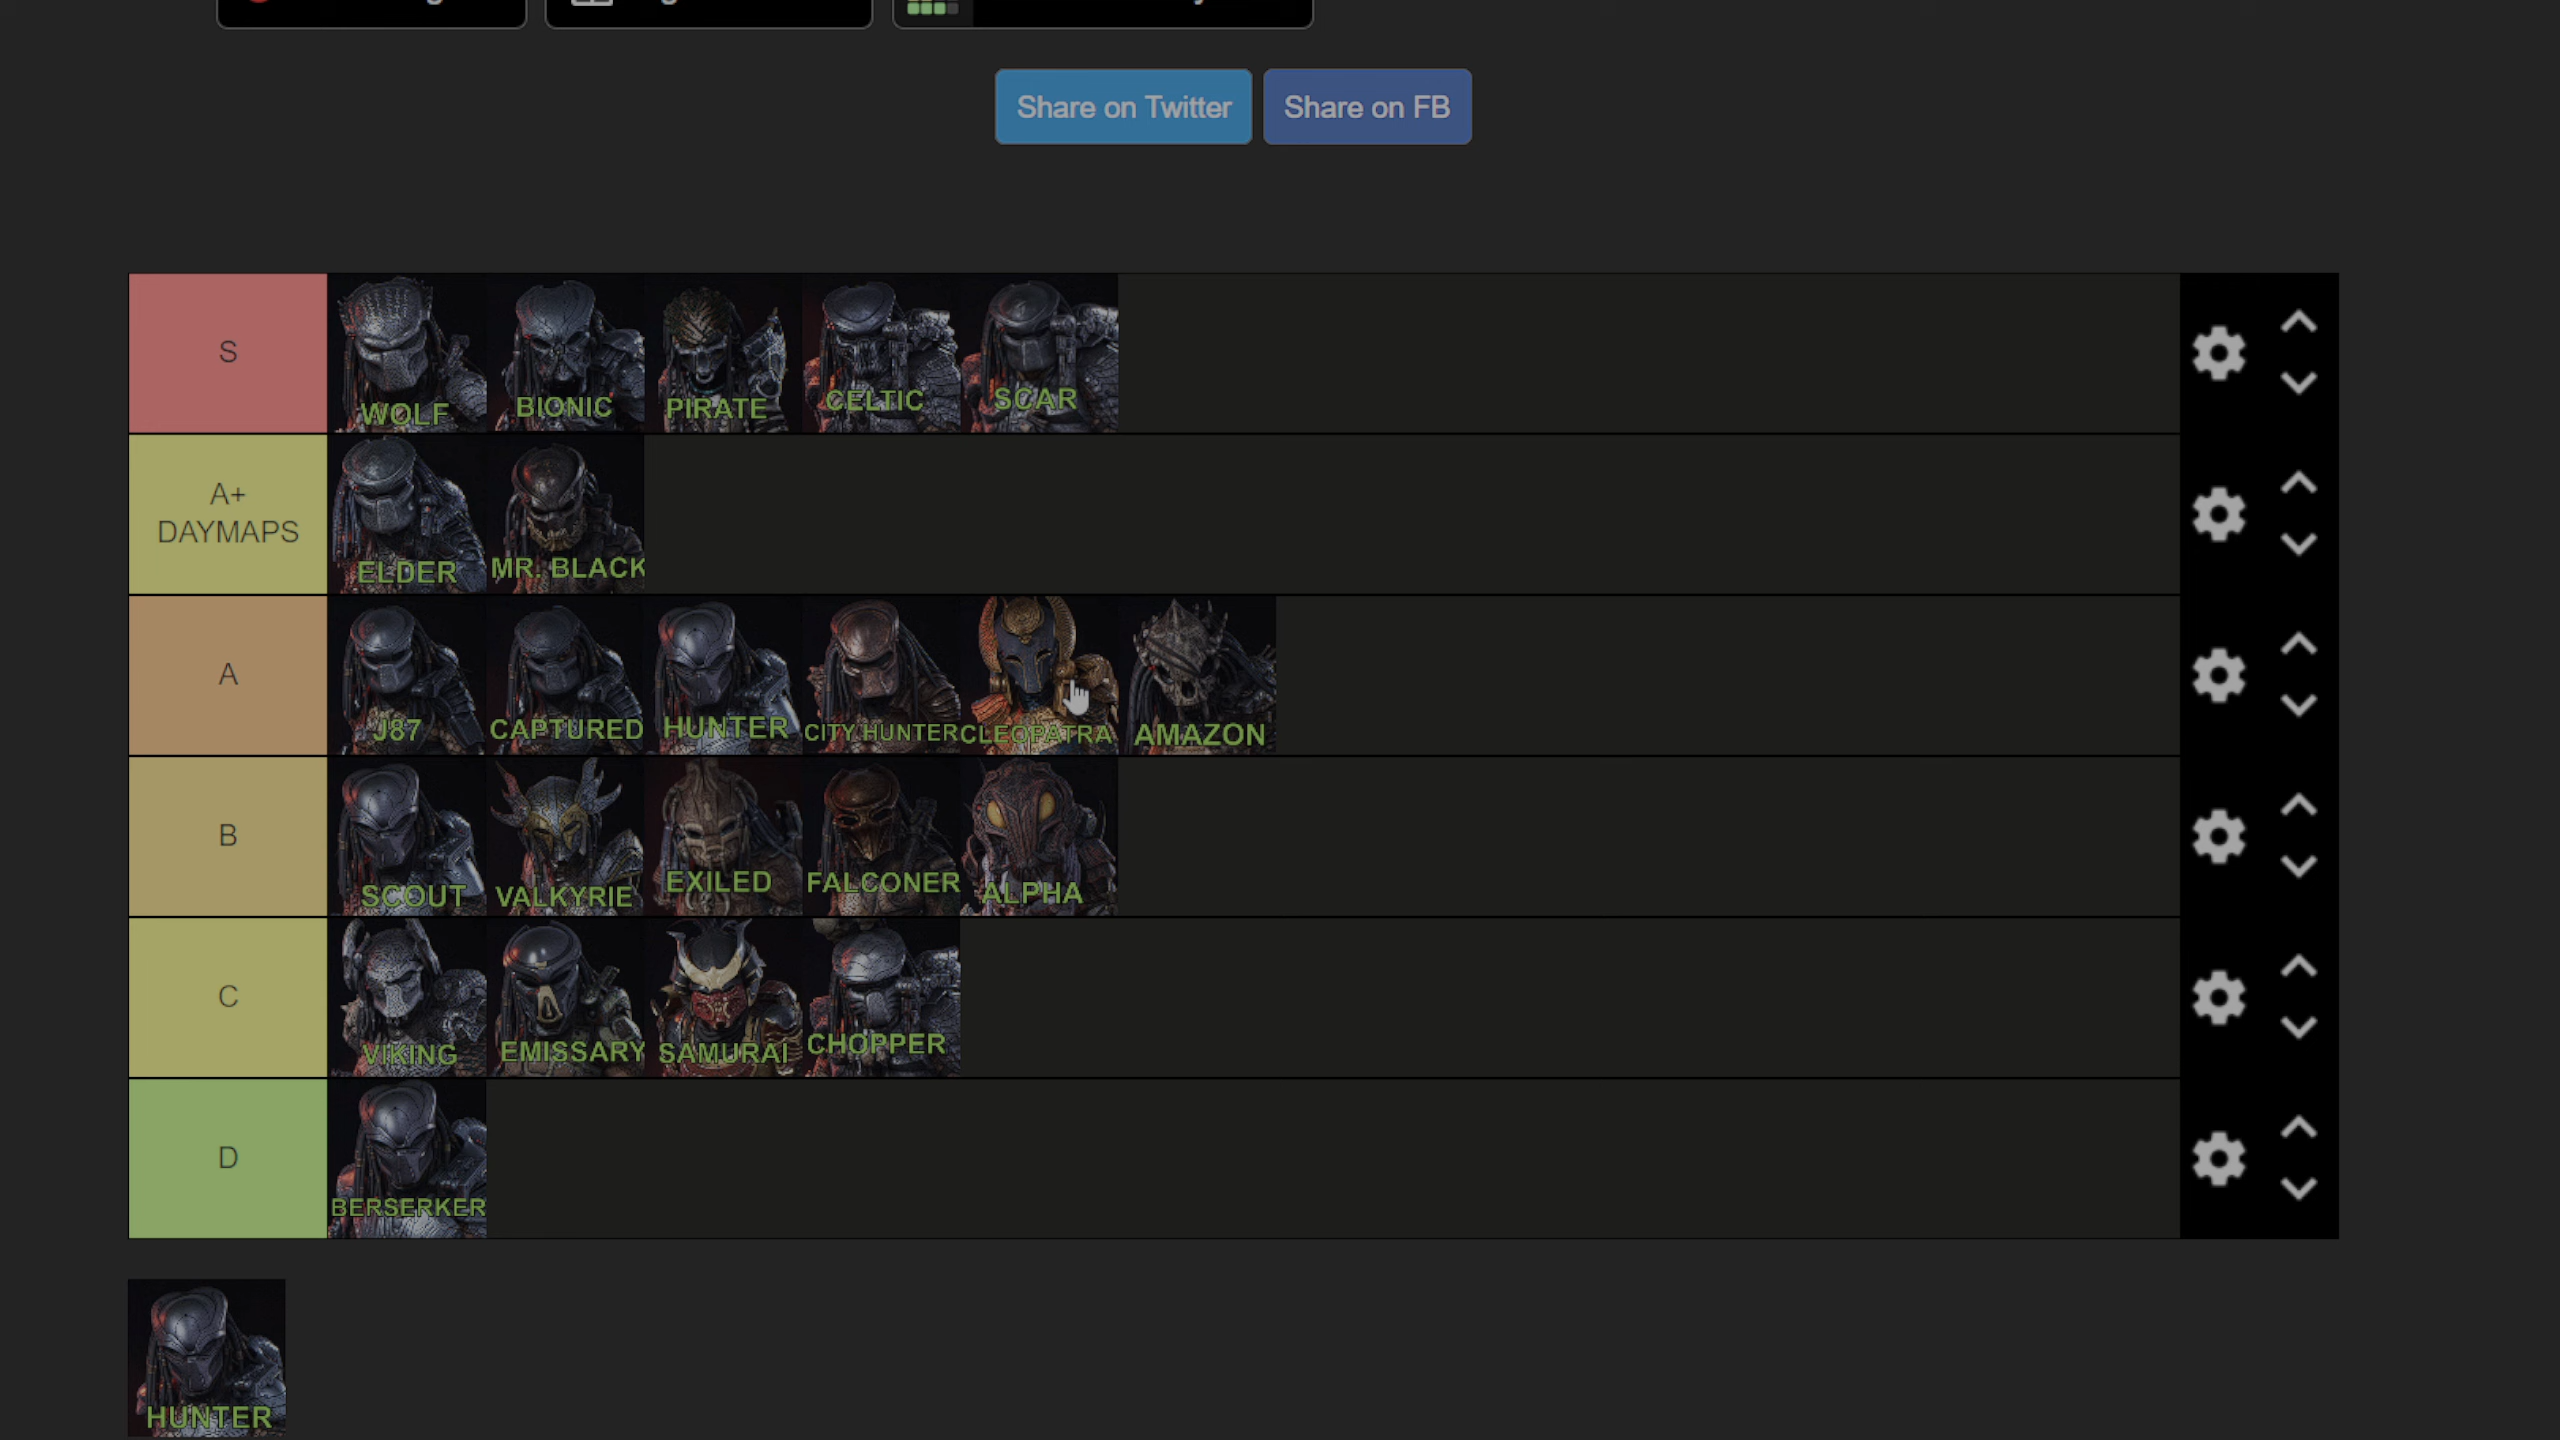 Share on Twitter
Share on FB
S
WOLF
BIONIC
PIRATE
CELTIC
SCAR
A+
DAYMAPS
ELDER
MR. BLACK
A
J87
CAPTURED
HUNTER
CITY HUNTER
CLEOPATRA
AMAZON
B
SCOUT
VALKYRIE
EXILED
FALCONER
ALPHA
C
VIKING
EMISSARY
SAMURAI
CHOPPER
D
BERSERKER
HUNTER